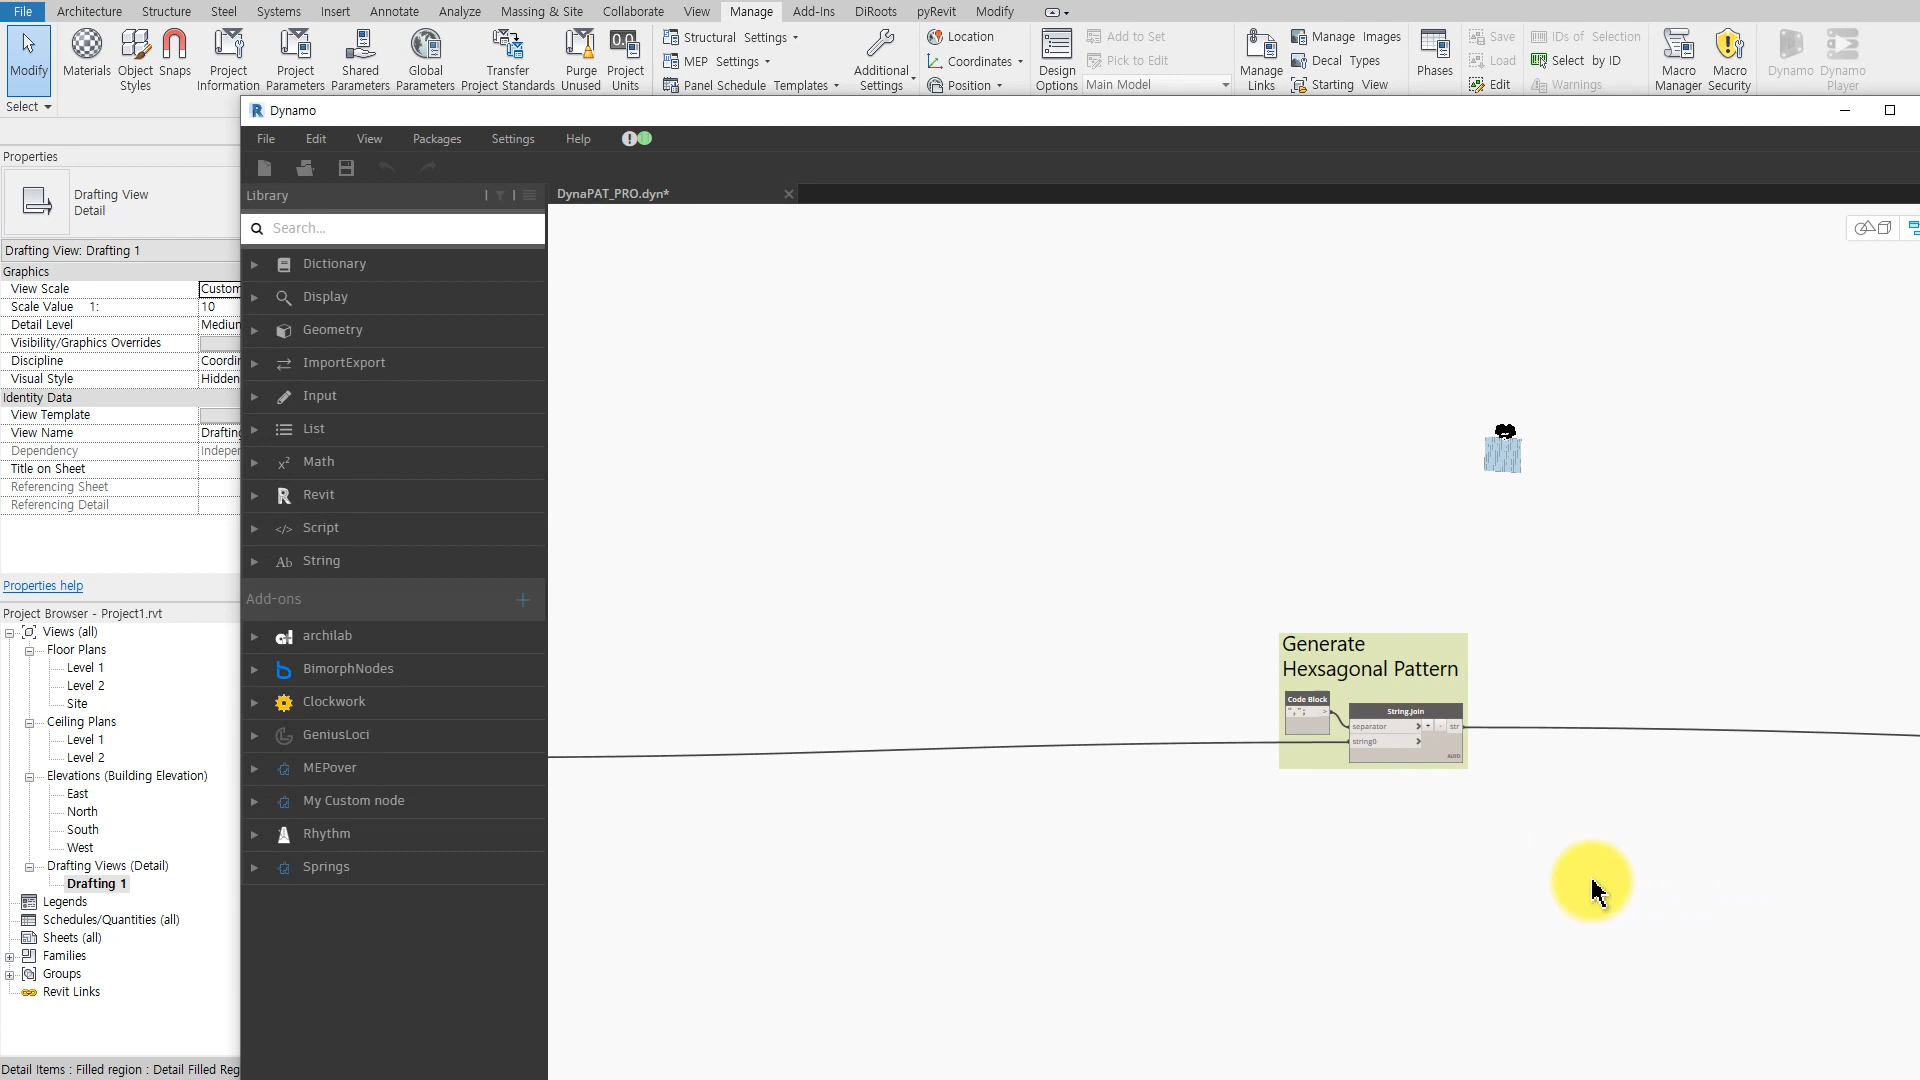 File Architecture Structure Steel Systems Insert Annotate Analyze Massing & Site Collaborate View Manage Add-Ins DiRoots pyRevit Modify
Modify
Select
Materials
Object Styles
Snaps
Project Information
Project Parameters
Shared Parameters
Global Parameters
Transfer Project Standards
Purge Unused
Project Units
Structural Settings
MEP Settings
Panel Schedule Templates
Additional Settings
Location
Coordinates
Position
Design Options
Add to Set
Pick to Edit
Main Model
Manage Links
Manage Images
Decal Types
Starting View
Phases
Save
Load
Edit
IDs of Selection
Select by ID
Warnings
Macro Manager
Macro Security
Dynamo
Dynamo Player
Properties
Drafting View
Detail
Drafting View: Drafting 1
Graphics
View Scale Custom
Scale Value 1: 10
Detail Level Medium
Visibility/Graphics Overrides
Discipline Coordin
Visual Style Hidden
Identity Data
View Template
View Name Drafting
Dependency Indepen
Title on Sheet
Referencing Sheet
Referencing Detail
Properties help
Project Browser - Project1.rvt
Views (all)
Floor Plans
Level 1
Level 2
Site
Ceiling Plans
Level 1
Level 2
Elevations (Building Elevation)
East
North
South
West
Drafting Views (Detail)
Drafting 1
Legends
Schedules/Quantities (all)
Sheets (all)
Families
Groups
Revit Links
Detail Items : Filled region : Detail Filled Reg
R Dynamo
File Edit View Packages Settings Help
Library
DynaPAT_PRO.dyn*
Search...
Dictionary
Display
Geometry
ImportExport
Input
List
Math
Revit
Script
String
Add-ons
archilab
BimorphNodes
Clockwork
GeniusLoci
MEPover
My Custom node
Rhythm
Springs
Generate
Hexsagonal Pattern
Code Block
String.Join
separator > + - str
string0 >
AUTO